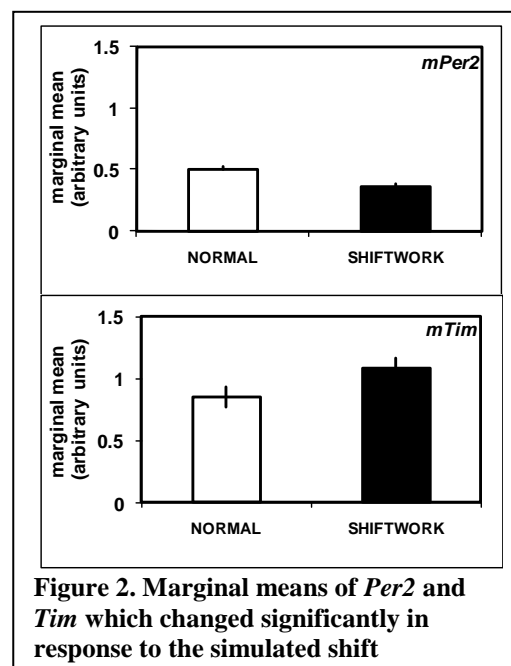 mPer2
marginal mean
(arbitrary units)
1.5
1
0.5
0
NORMAL SHIFTWORK
mTim
marginal mean
(arbitrary units)
1.5
1
0.5
0
NORMAL SHIFTWORK
Figure 2. Marginal means of Per2 and
Tim which changed significantly in
response to the simulated shift